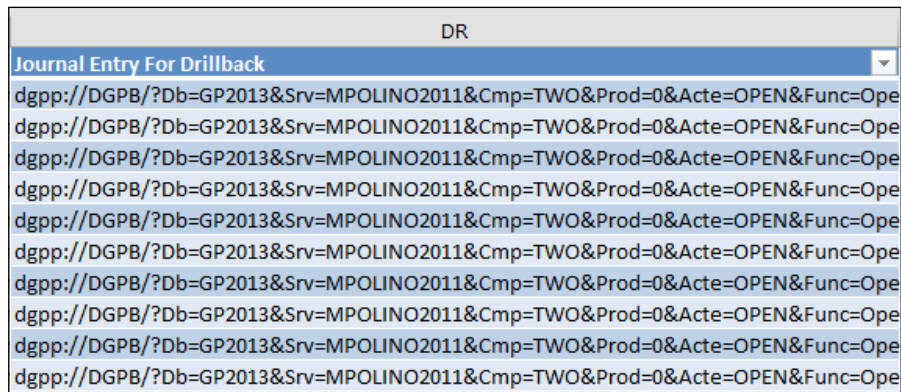 DR
Journal Entry For Drillback
dgpp://DGPB/?Db=GP2013&Srv=MPOLINO2011&Cmp=TWO&Prod=0&Acte=OPEN&Func=Ope
dgpp://DGPB/?Db=GP2013&Srv=MPOLINO2011&Cmp=TWO&Prod=0&Acte=OPEN&Func=Ope
dgpp://DGPB/?Db=GP2013&Srv=MPOLINO2011&Cmp=TWO&Prod=0&Acte=OPEN&Func=Ope
dgpp://DGPB/?Db=GP2013&Srv=MPOLINO2011&Cmp=TWO&Prod=0&Acte=OPEN&Func=Ope
dgpp://DGPB/?Db=GP2013&Srv=MPOLINO2011&Cmp=TWO&Prod=0&Acte=OPEN&Func=Ope
dgpp://DGPB/?Db=GP2013&Srv=MPOLINO2011&Cmp=TWO&Prod=0&Acte=OPEN&Func=Ope
dgpp://DGPB/?Db=GP2013&Srv=MPOLINO2011&Cmp=TWO&Prod=0&Acte=OPEN&Func=Ope
dgpp://DGPB/?Db=GP2013&Srv=MPOLINO2011&Cmp=TWO&Prod=0&Acte=OPEN&Func=Ope
dgpp://DGPB/?Db=GP2013&Srv=MPOLINO2011&Cmp=TWO&Prod=0&Acte=OPEN&Func=Ope
dgpp://DGPB/?Db=GP2013&Srv=MPOLINO2011&Cmp=TWO&Prod=0&Acte=OPEN&Func=Ope